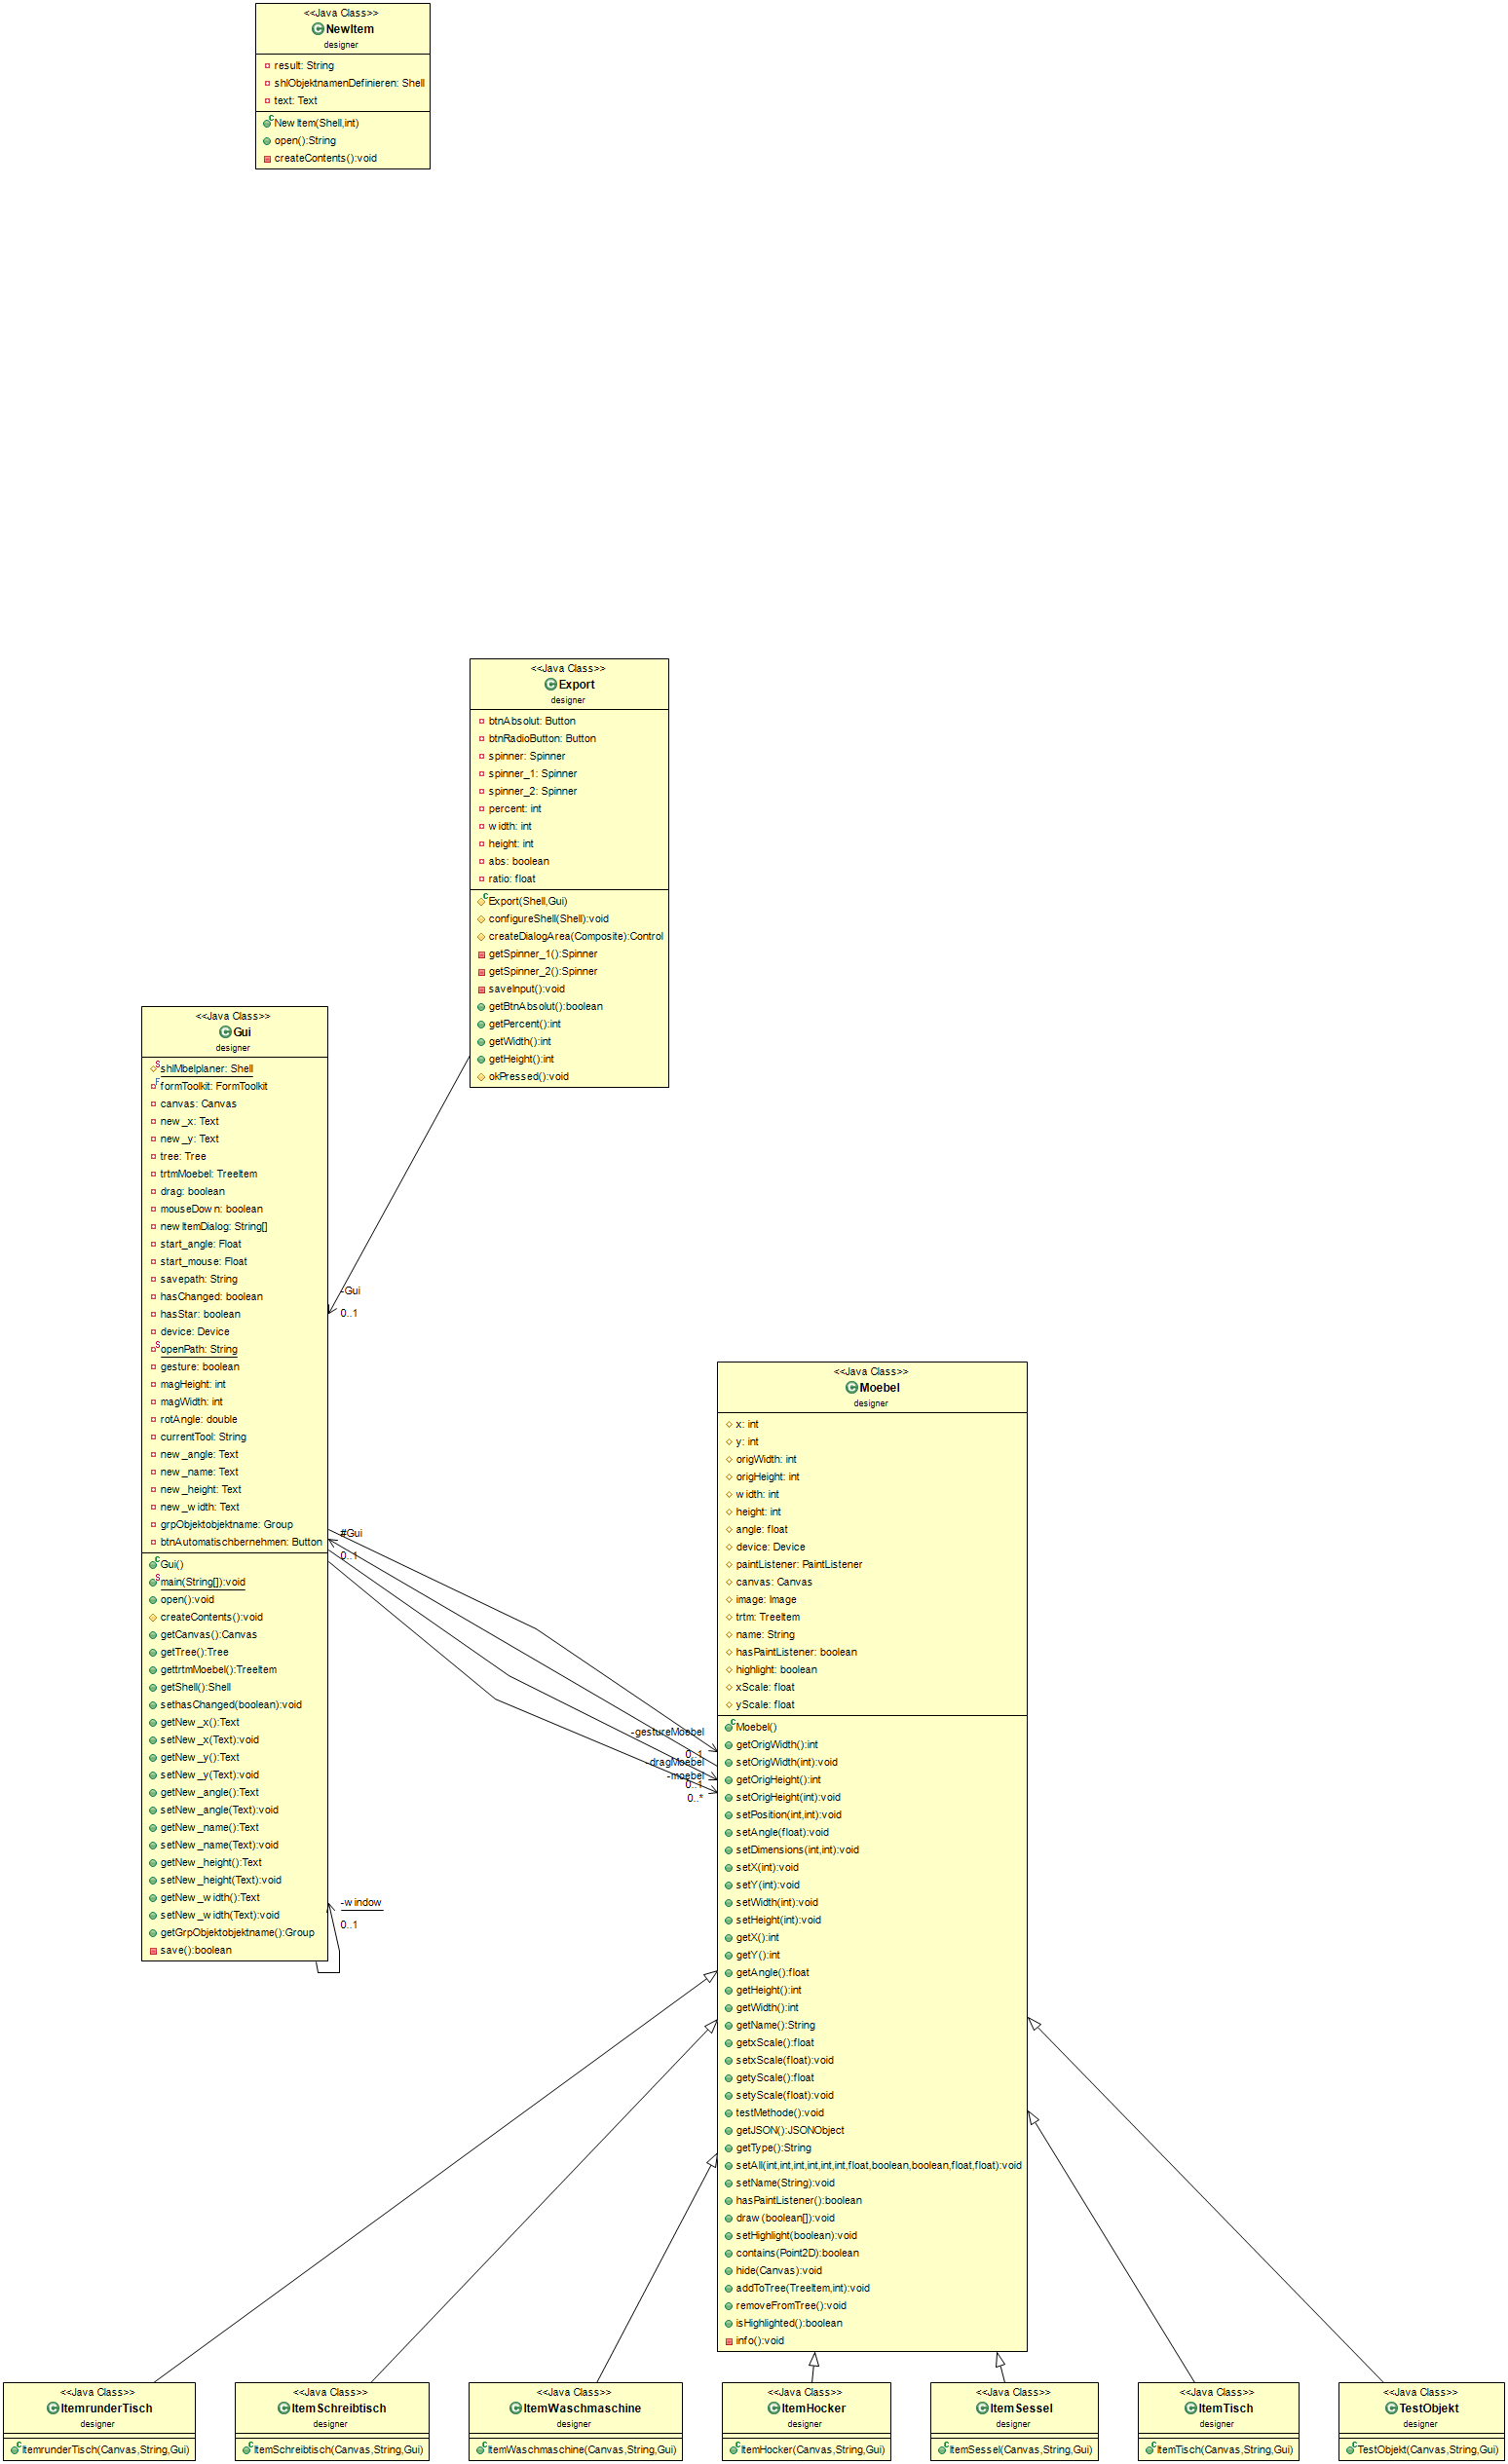 <<Java Class>>
NewItem
designer
result: String
shlObjektnamenDefinieren: Shell
text: Text
NewItem(Shell,int)
open():String
createContents():void
<<Java Class>>
Export
designer
btnAbsolut: Button
btnRadioButton: Button
spinner: Spinner
spinner_1: Spinner
spinner_2: Spinner
percent: int
width: int
height: int
abs: boolean
ratio: float
Export(Shell,Gui)
configureShell(Shell):void
createDialogArea(Composite):Control
getSpinner_1():Spinner
getSpinner_2():Spinner
saveInput():void
getBtnAbsolut():boolean
getPercent():int
getWidth():int
getHeight():int
okPressed():void
<<Java Class>>
Gui
designer
shlMbelplaner: Shell
formToolkit: FormToolkit
canvas: Canvas
new_x: Text
new_y: Text
tree: Tree
trtmMoebel: TreeItem
drag: boolean
mouseDown: boolean
newItemDialog: String[]
start_angle: Float
start_mouse: Float
savepath: String
hasChanged: boolean
hasStar: boolean
device: Device
openPath: String
gesture: boolean
magHeight: int
magWidth: int
rotAngle: double
currentTool: String
new_angle: Text
new_name: Text
new_height: Text
new_width: Text
grpObjektobjektname: Group
btnAutomatischbernehmen: Button
Gui()
main(String[]):void
open():void
createContents():void
getCanvas():Canvas
getTree():Tree
gettrtmMoebel():TreeItem
getShell():Shell
sethasChanged(boolean):void
getNew_x():Text
setNew_x(Text):void
getNew_y():Text
setNew_y(Text):void
getNew_angle():Text
setNew_angle(Text):void
getNew_name():Text
setNew_name(Text):void
getNew_height():Text
setNew_height(Text):void
getNew_width():Text
setNew_width(Text):void
getGrpObjektobjektname():Group
save():boolean
-Gui
0..1
#Gui
0..1
-gestureMoebel
0..1
-dragMoebel
0..1
-moebel
0..*
-window
0..1
<<Java Class>>
Moebel
designer
x: int
y: int
origWidth: int
origHeight: int
width: int
height: int
angle: float
device: Device
paintListener: PaintListener
canvas: Canvas
image: Image
trtm: TreeItem
name: String
hasPaintListener: boolean
highlight: boolean
xScale: float
yScale: float
Moebel()
getOrigWidth():int
setOrigWidth(int):void
getOrigHeight():int
setOrigHeight(int):void
setPosition(int,int):void
setAngle(float):void
setDimensions(int,int):void
setX(int):void
setY(int):void
setWidth(int):void
setHeight(int):void
getX():int
getY():int
getAngle():float
getHeight():int
getWidth():int
getName():String
getxScale():float
setxScale(float):void
getyScale():float
setyScale(float):void
testMethode():void
getJSON():JSONObject
getType():String
setAll(int,int,int,int,int,int,float,boolean,boolean,float,float):void
setName(String):void
hasPaintListener():boolean
draw(boolean[]):void
setHighlight(boolean):void
contains(Point2D):boolean
hide(Canvas):void
addToTree(TreeItem,int):void
removeFromTree():void
isHighlighted():boolean
info():void
<<Java Class>>
ItemrunderTisch
designer
ItemrunderTisch(Canvas,String,Gui)
<<Java Class>>
ItemSchreibtisch
designer
ItemSchreibtisch(Canvas,String,Gui)
<<Java Class>>
ItemWaschmaschine
designer
ItemWaschmaschine(Canvas,String,Gui)
<<Java Class>>
ItemHocker
designer
ItemHocker(Canvas,String,Gui)
<<Java Class>>
ItemSessel
designer
ItemSessel(Canvas,String,Gui)
<<Java Class>>
ItemTisch
designer
ItemTisch(Canvas,String,Gui)
<<Java Class>>
TestObjekt
designer
TestObjekt(Canvas,String,Gui)